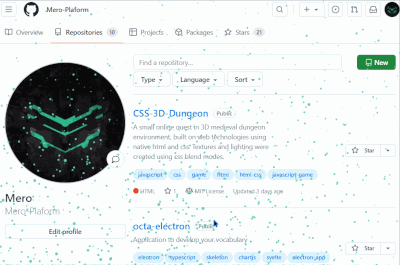 .Mero-Plaform
Overview
Repositories 10
Projects
Packages
Stars 21
Find a repository...
New
Type
Language
Sort
CSS-3D-Dungeon Public
A small online quest to 3D medieval dungeon
environment, built on web technologies using
native html and css. Textures and lighting were
created using css blend modes.
Star
javascript css game html html-css javascript-game
HTML 1 MIT License Updated 2 days ago
Mero
Mero-Plaform
Edit profile
octa-electron Public
Application to develop your vocabulary
Star
electron typescript skeleton chartjs svelte electron-app